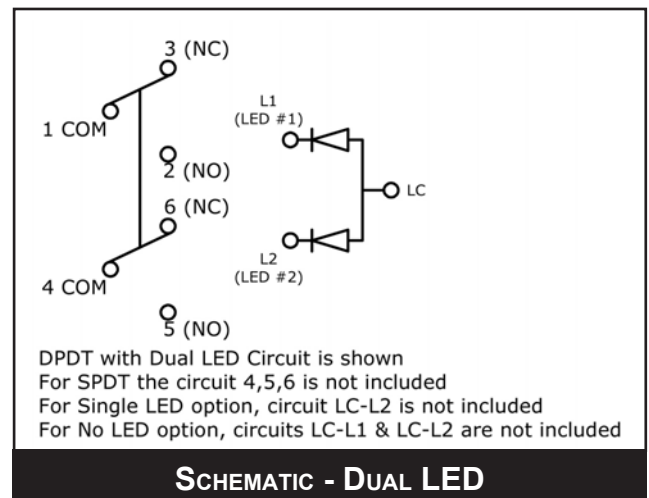 3 (NC)
1 COM
2 (NO)
6 (NC)
4 COM
5 (NO)
L1
(LED #1)
LC
L2
(LED #2)
DPDT with Dual LED Circuit is shown
For SPDT the circuit 4,5,6 is not included
For Single LED option, circuit LC-L2 is not included
For No LED option, circuits LC-L1 & LC-L2 are not included
SCHEMATIC - DUAL LED